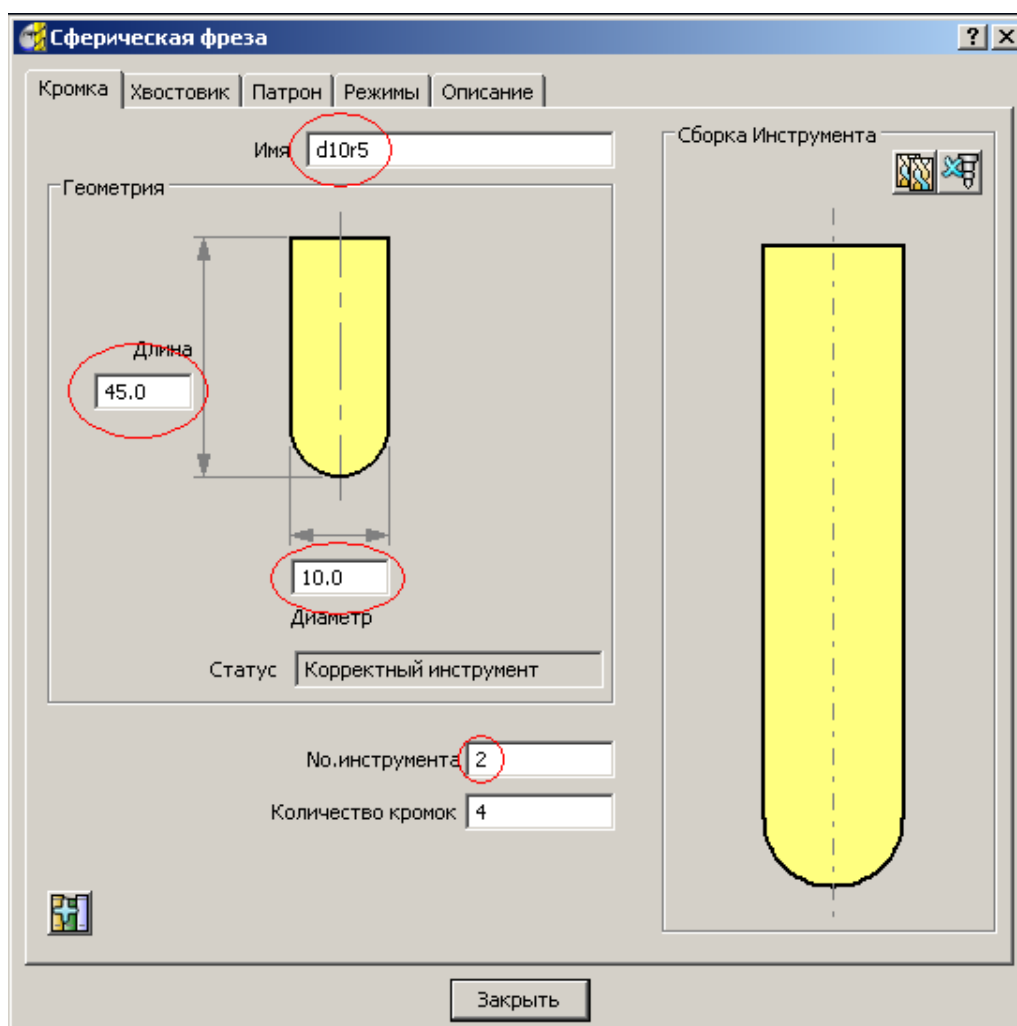 Сферическая фреза
Кромка Хвостовик Патрон Режимы Описание
Имя d10r5
Сборка Инструмента
Геометрия
Длина
45.0
10.0
Диаметр
Статус Корректный инструмент
No.инструмента 2
Количество кромок 4
Закрыть